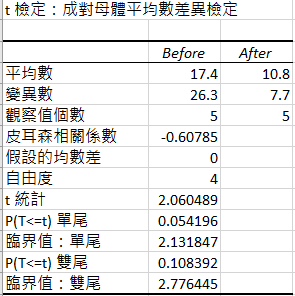 t 檢定：成對母體平均數差異檢定
Before After
平均數 17.4 10.8
變異數 26.3 7.7
觀察值個數 5 5
皮耳森相關係數 -0.60785
假設的均數差 0
自由度 4
t 統計 2.060489
P(T<=t) 單尾 0.054196
臨界值：單尾 2.131847
P(T<=t) 雙尾 0.108392
臨界值：雙尾 2.776445